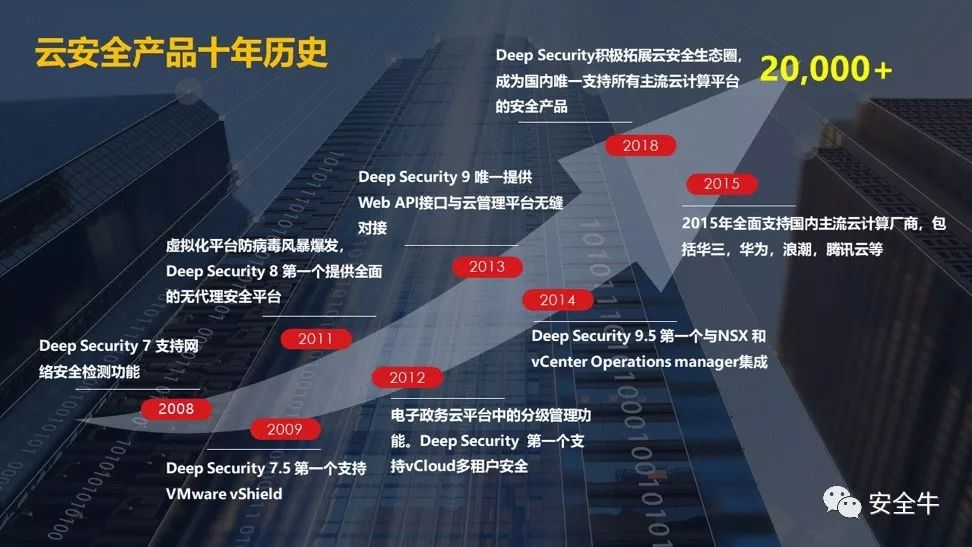 云安全产品十年历史
Deep Security积极拓展云安全生态圈，
成为国内唯一支持所有主流云计算平台
的安全产品
20,000+
2018
Deep Security 9 唯一提供
Web API接口与云管理平台无缝
对接
2015
2015年全面支持国内主流云计算厂商，包
括华三，华为，浪潮，腾讯云等
虚拟化平台防病毒风暴爆发，
Deep Security 8 第一个提供全面
的无代理安全平台
2013
2014
Deep Security 9.5 第一个与NSX 和
vCenter Operations manager集成
2011
Deep Security 7 支持网
络安全检测功能
2012
电子政务云平台中的分级管理功
能。Deep Security 第一个支
持vCloud多租户安全
2008
2009
Deep Security 7.5 第一个支持
VMware vShield
安全牛